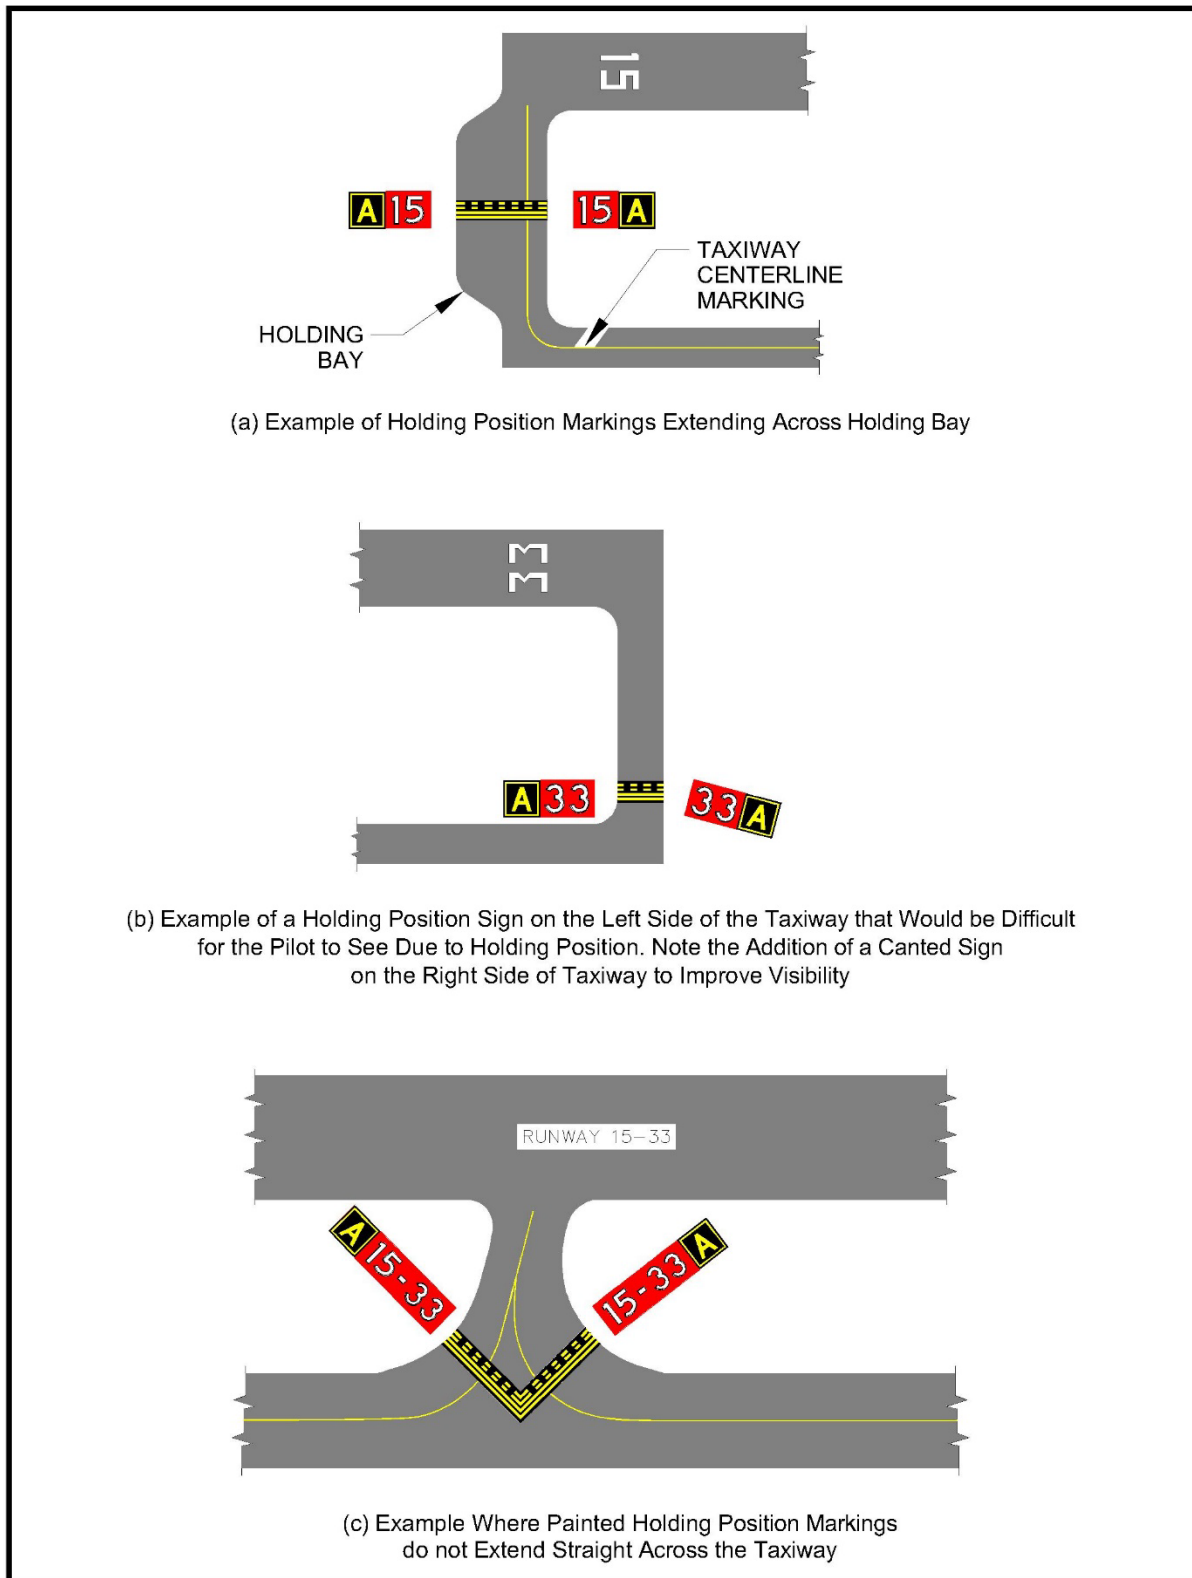 15
A 15
15 A
TAXIWAY
CENTERLINE
MARKING
HOLDING
BAY
(a) Example of Holding Position Markings Extending Across Holding Bay
33
A 33
33 A
(b) Example of a Holding Position Sign on the Left Side of the Taxiway that Would be Difficult
for the Pilot to See Due to Holding Position. Note the Addition of a Canted Sign
on the Right Side of Taxiway to Improve Visibility
RUNWAY 15-33
A 15-33
15-33 A
(c) Example Where Painted Holding Position Markings
do not Extend Straight Across the Taxiway